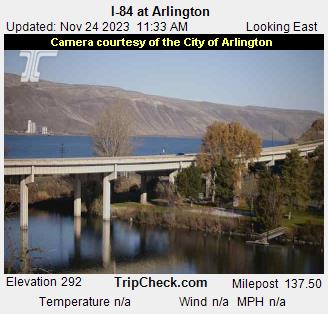 I-84 at Arlington
Updated: Nov 24 2023 11:33 AM Looking East
Camera courtesy of the City of Arlington
Elevation 292 TripCheck.com Milepost 137.50
Temperature n/a Wind n/a MPH n/a